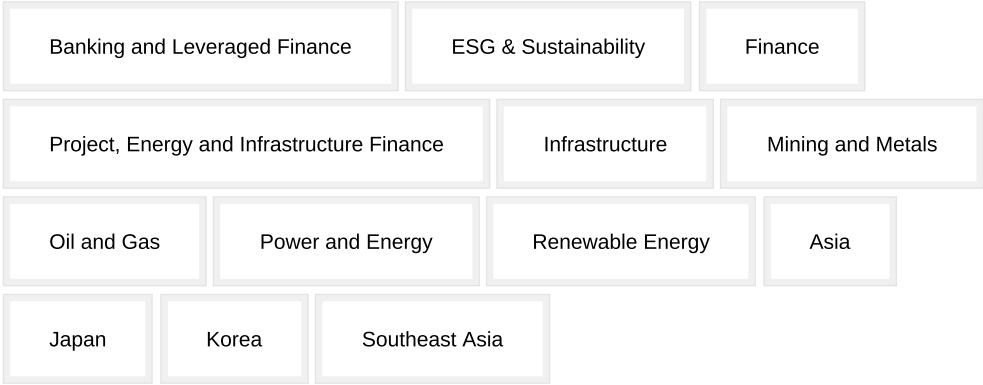 Banking and Leveraged Finance
ESG & Sustainability
Finance
Project, Energy and Infrastructure Finance
Infrastructure
Mining and Metals
Oil and Gas
Power and Energy
Renewable Energy
Asia
Japan
Korea
Southeast Asia